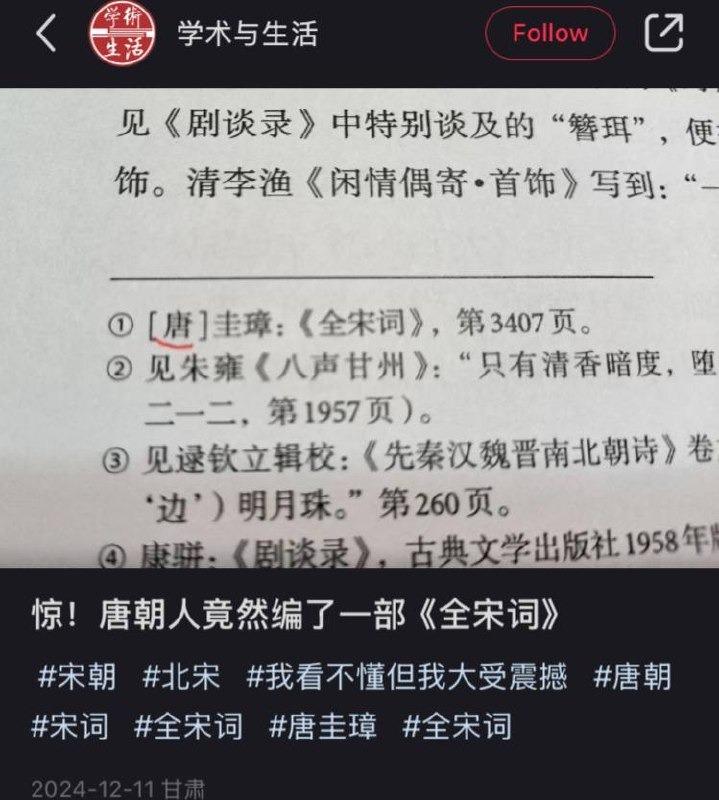 学術
生活
学术与生活
Follow
见《剧谈录》中特别谈及的“簪珥”，便
饰。清李渔《闲情偶寄·首饰》写到：“一
① [唐]圭璋：《全宋词》，第3407页。
② 见朱雍《八声甘州》：“只有清香暗度，堕
二一二，第1957页）。
③ 见逯钦立辑校：《先秦汉魏晋南北朝诗》卷
‘边’）明月珠。”第260页。
④ 康骈：《剧谈录》，古典文学出版社1958年版
惊！唐朝人竟然编了一部《全宋词》
#宋朝 #北宋 #我看不懂但我大受震撼 #唐朝
#宋词 #全宋词 #唐圭璋 #全宋词
2024-12-11 甘肃